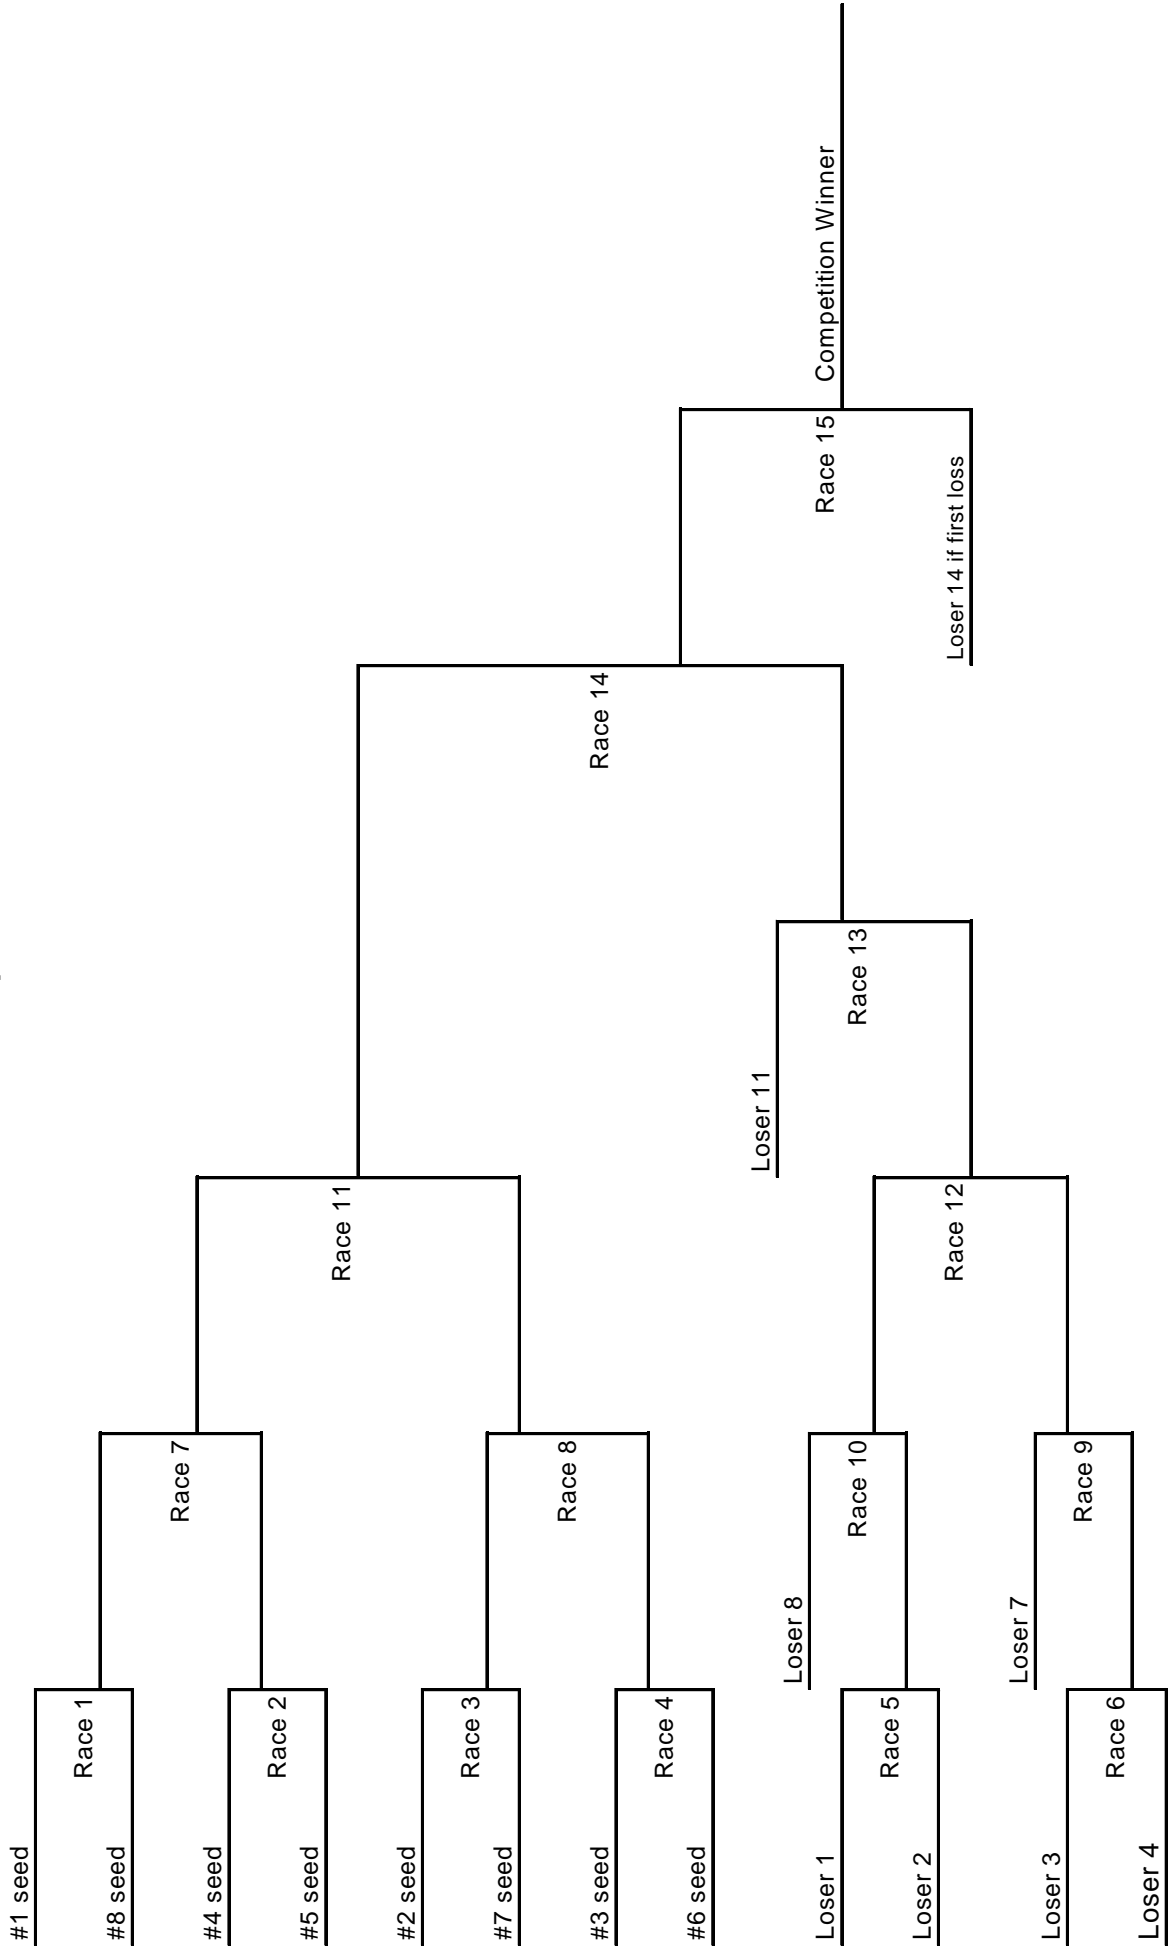 #1 seed
Race 1
#8 seed
Race 7
#4 seed
Race 2
#5 seed
Race 11
#2 seed
Race 3
#7 seed
Race 8
#3 seed
Race 4
#6 seed
Race 14
Loser 11
Race 13
Loser 8
Race 10
Loser 1
Race 5
Loser 2
Race 12
Loser 7
Race 9
Loser 3
Race 6
Loser 4
Race 15
Competition Winner
Loser 14 if first loss